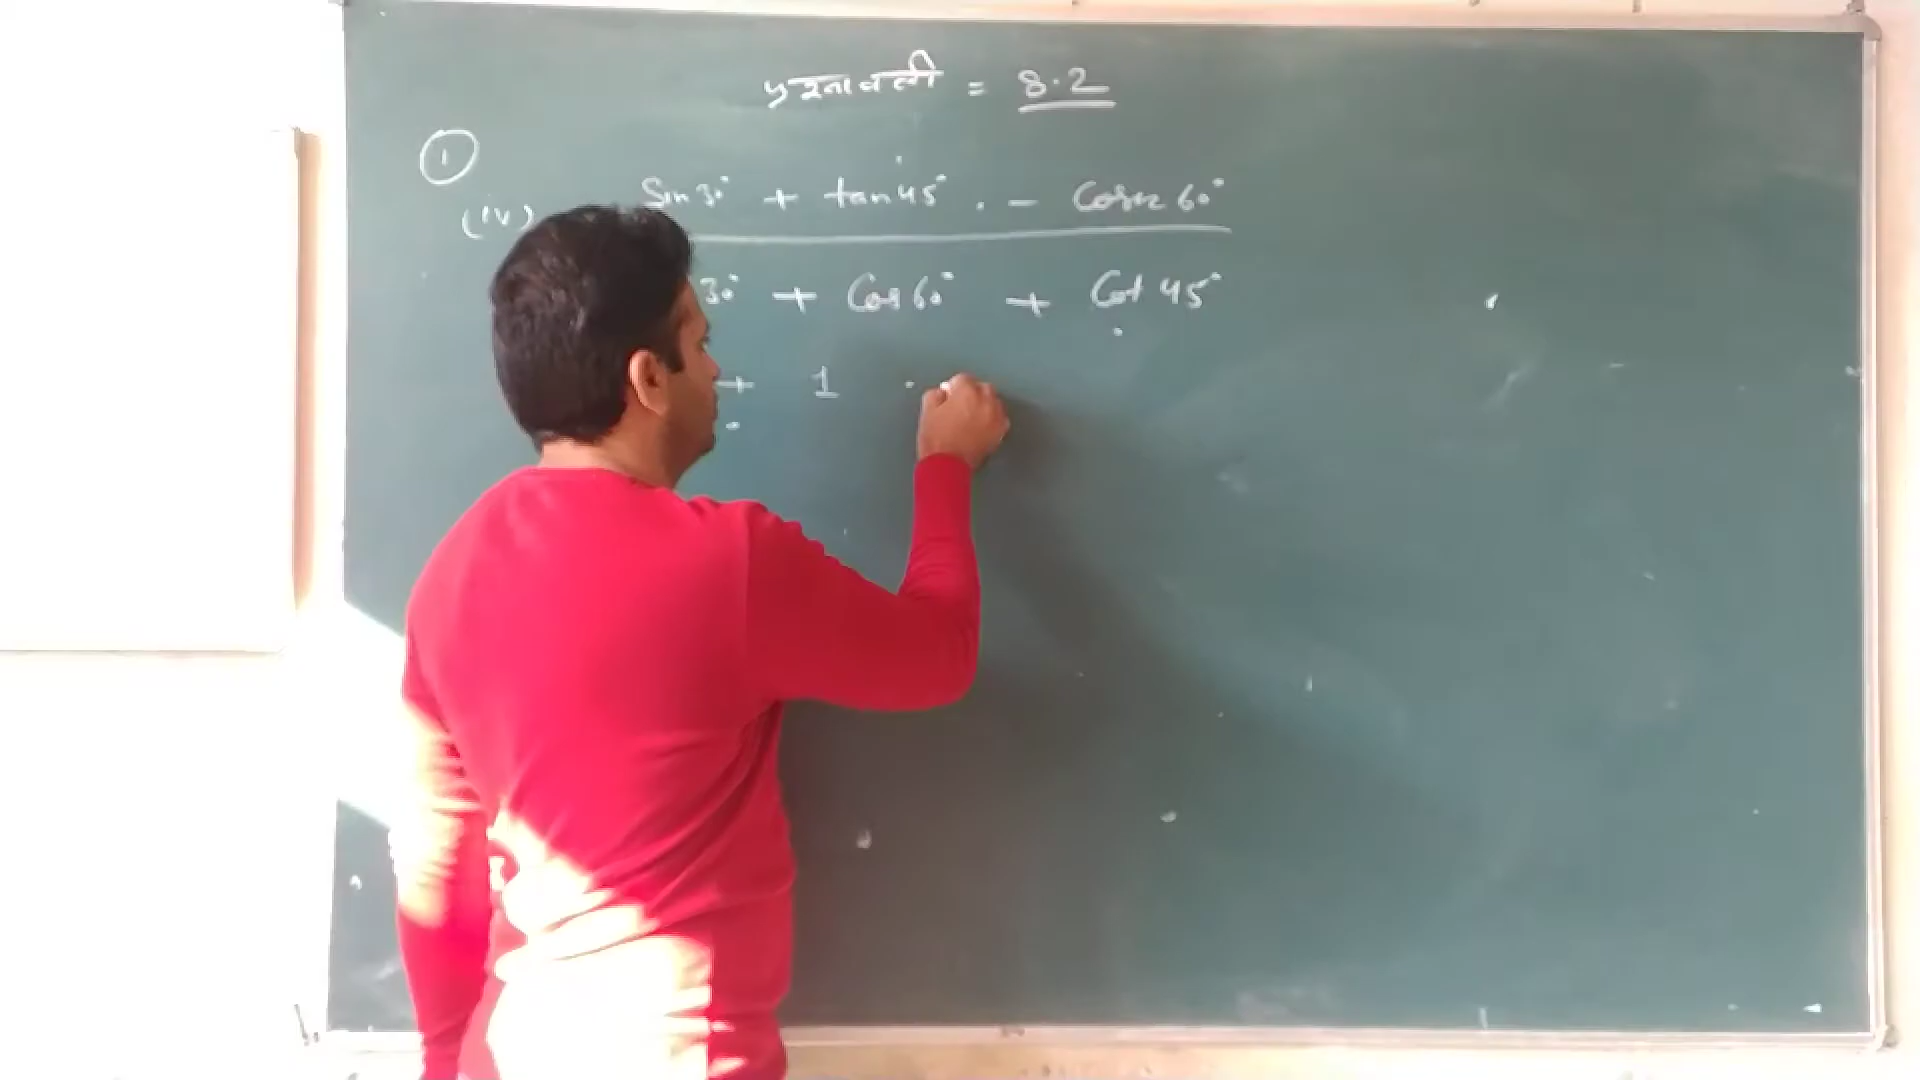 प्रश्नावली = 8.2
①
(iv) Sin 30° + tan 45° - Cosec 60°
30° + Cos 60° + Cot 45°
+ 1